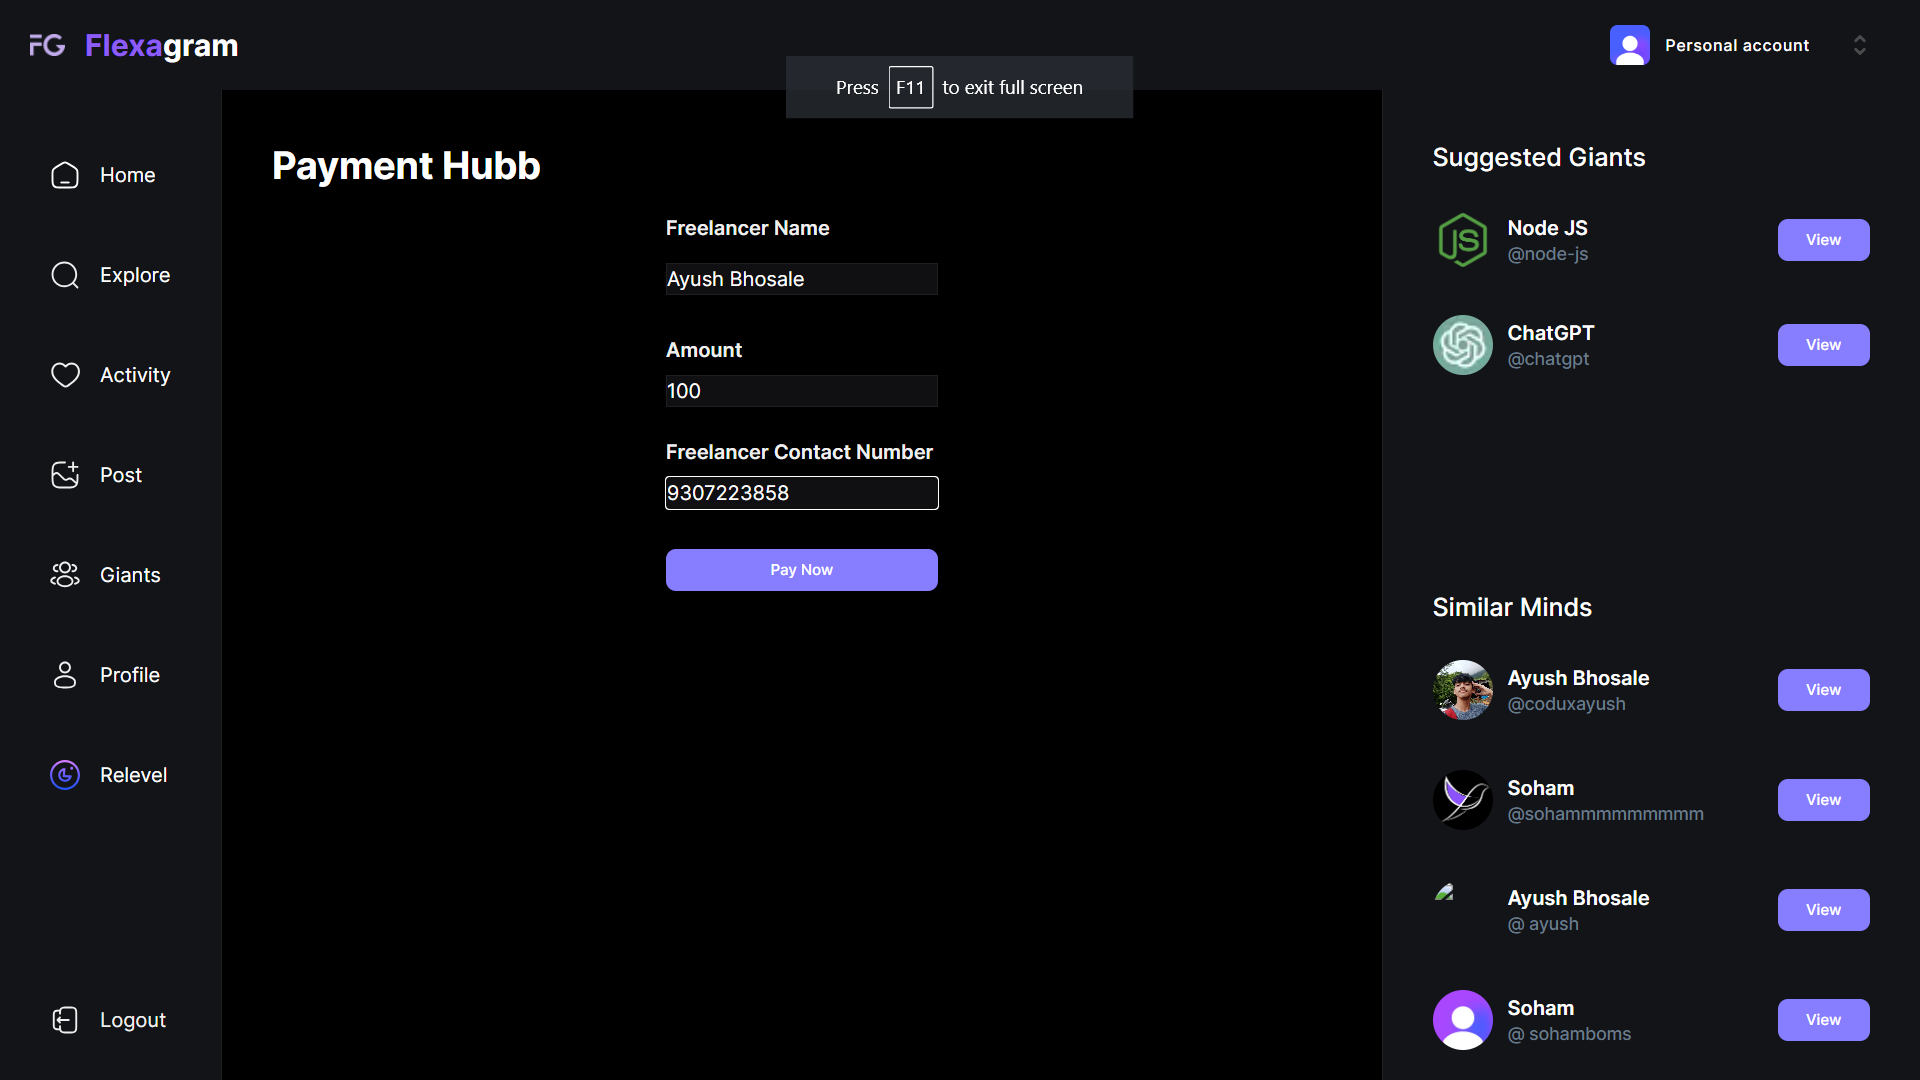 FG Flexagram
Personal account
Press F11 to exit full screen
Home
Explore
Activity
Post
Giants
Profile
Relevel
Logout
Payment Hubb
Freelancer Name
Ayush Bhosale
Amount
100
Freelancer Contact Number
9307223858
Pay Now
Suggested Giants
Node JS
@node-js
View
ChatGPT
@chatgpt
View
Similar Minds
Ayush Bhosale
@coduxayush
View
Soham
@sohammmmmmmmm
View
Ayush Bhosale
@ ayush
View
Soham
@ sohamboms
View